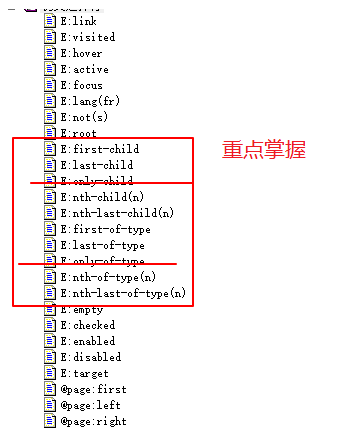 E:link
E:visited
E:hover
E:active
E:focus
E:lang(fr)
E:not(s)
E:root
E:first-child
重点掌握
E:last-child
E:only-child
E:nth-child(n)
E:nth-last-child(n)
E:first-of-type
E:last-of-type
E:only-of-type
E:nth-of-type(n)
E:nth-last-of-type(n)
E:empty
E:checked
E:enabled
E:disabled
E:target
@page:first
@page:left
@page:right